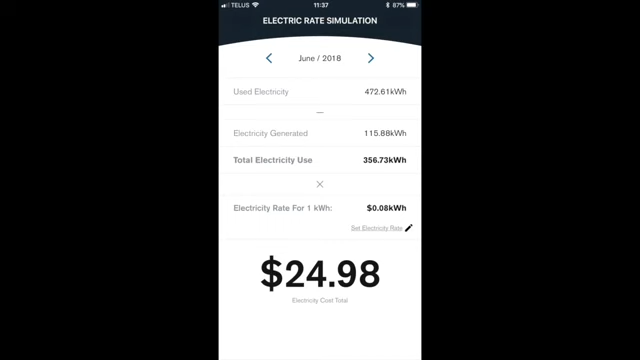 TELUS 11:37 87%
ELECTRIC RATE SIMULATION
June / 2018
Used Electricity 472.61kWh
—
Electricity Generated 115.88kWh
Total Electricity Use 356.73kWh
×
Electricity Rate For 1 kWh: $0.08kWh
Set Electricity Rate
$24.98
Electricity Cost Total